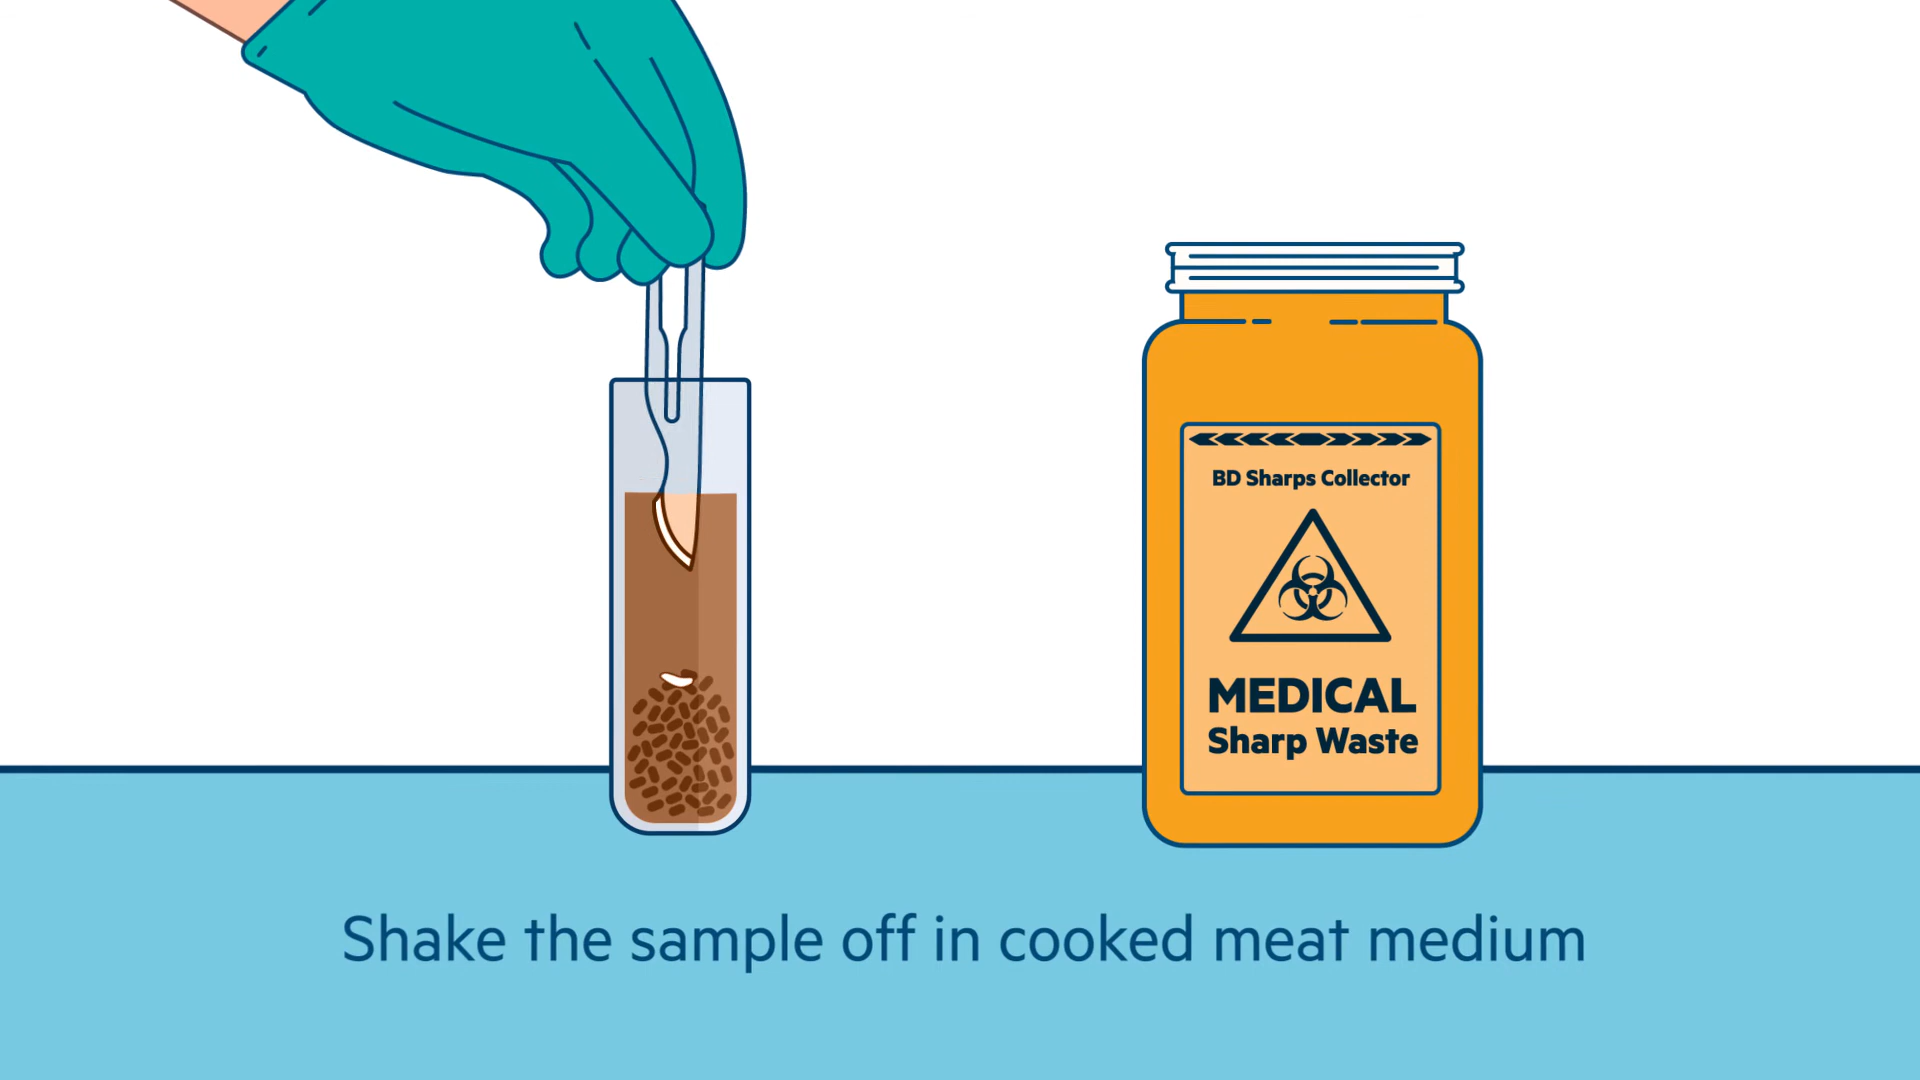 BD Sharps Collector
MEDICAL
Sharp Waste
Shake the sample off in cooked meat medium